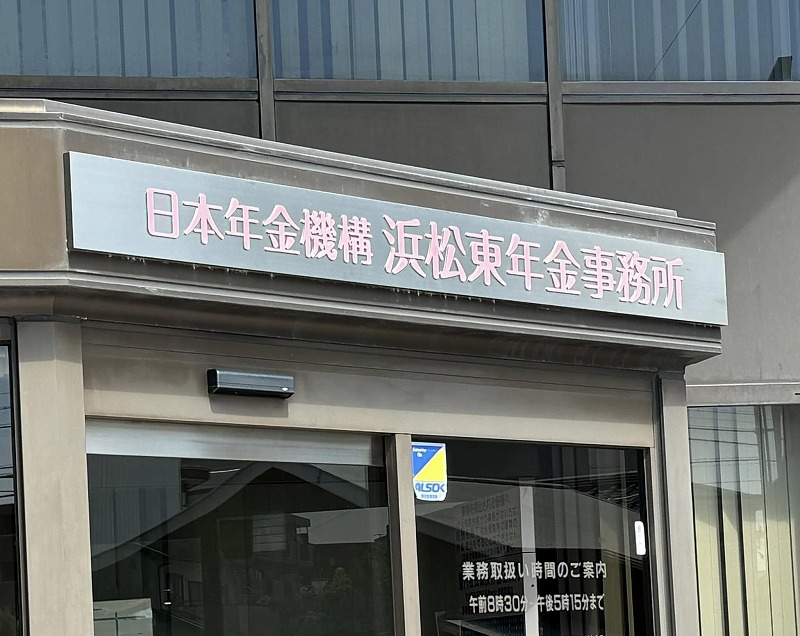 日本年金機構 浜松東年金事務所
ALSOK
業務取扱い時間のご案内
午前8時30分~午後5時15分まで